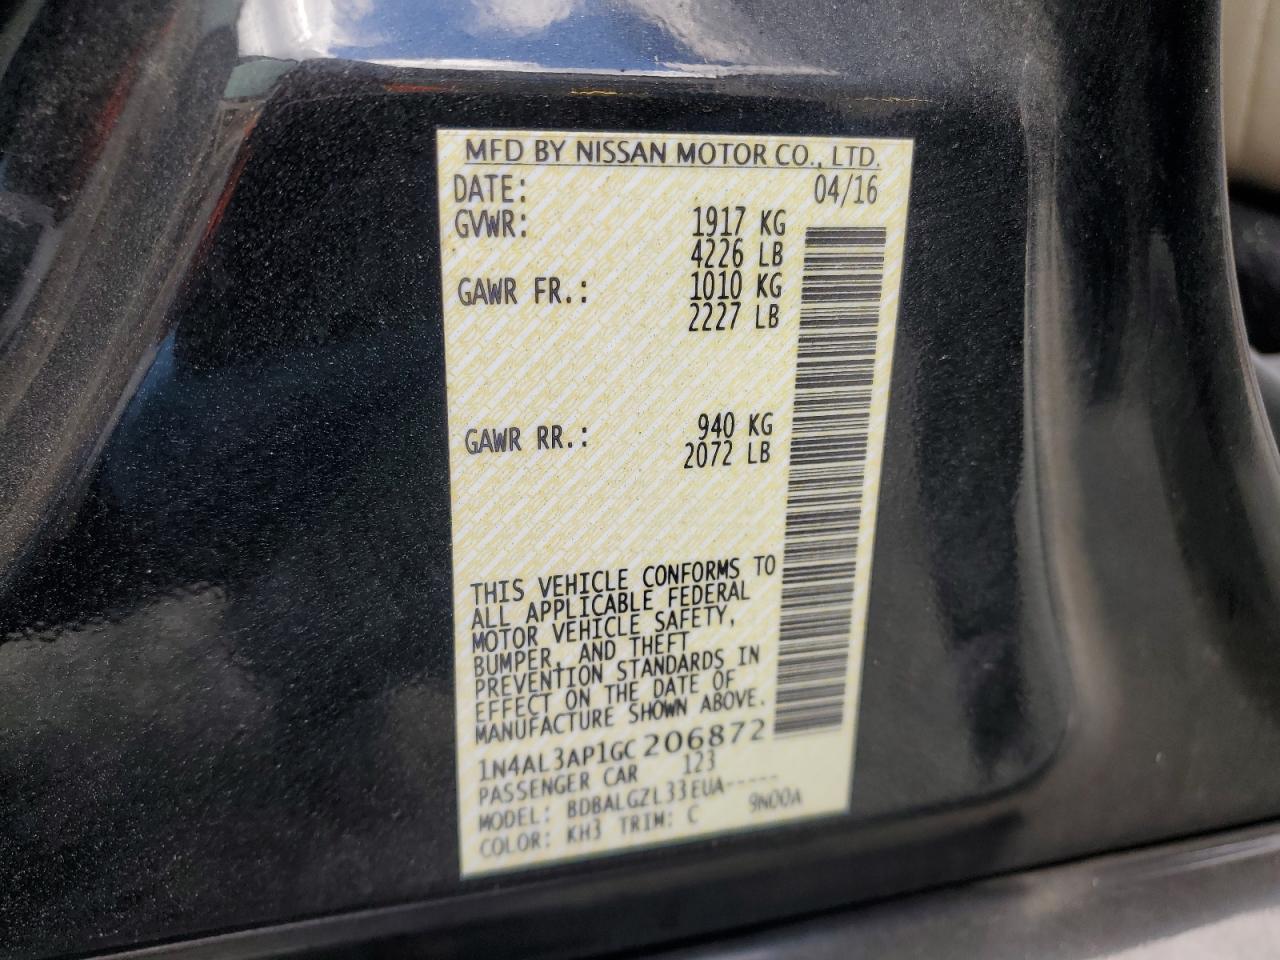 MFD BY NISSAN MOTOR CO., LTD.
DATE: 04/16
GVWR: 1917 KG
4226 LB
GAWR FR.: 1010 KG
2227 LB
GAWR RR.: 940 KG
2072 LB
THIS VEHICLE CONFORMS TO
ALL APPLICABLE FEDERAL
MOTOR VEHICLE SAFETY,
BUMPER, AND THEFT
PREVENTION STANDARDS IN
EFFECT ON THE DATE OF
MANUFACTURE SHOWN ABOVE.
1N4AL3AP1GC206872
PASSENGER CAR 123
MODEL: BDBALGZL33EUA-----
COLOR: KH3 TRIM: C 9N00A